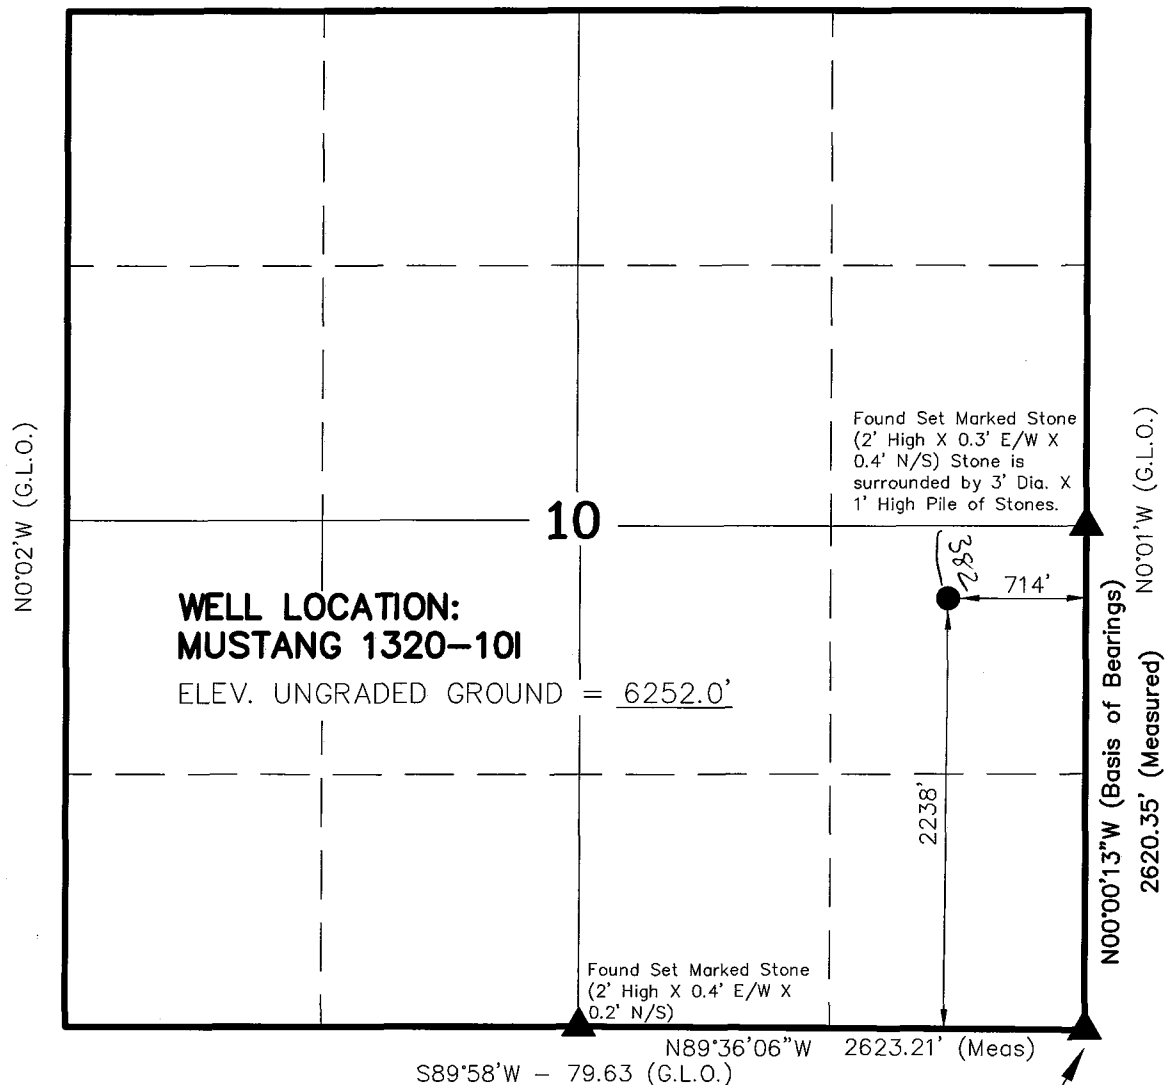 N0°02'W (G.L.O.)
Found Set Marked Stone
(2' High X 0.3' E/W X
0.4' N/S) Stone is
surrounded by 3' Dia. X
1' High Pile of Stones.
10
382
714'
WELL LOCATION:
MUSTANG 1320-10I
ELEV. UNGRADED GROUND = 6252.0'
2238'
N0°01'W (G.L.O.)
N00°00'13"W (Basis of Bearings)
2620.35' (Measured)
Found Set Marked Stone
(2' High X 0.4' E/W X
0.2' N/S)
N89°36'06"W 2623.21' (Meas)
S89°58'W - 79.63 (G.L.O.)